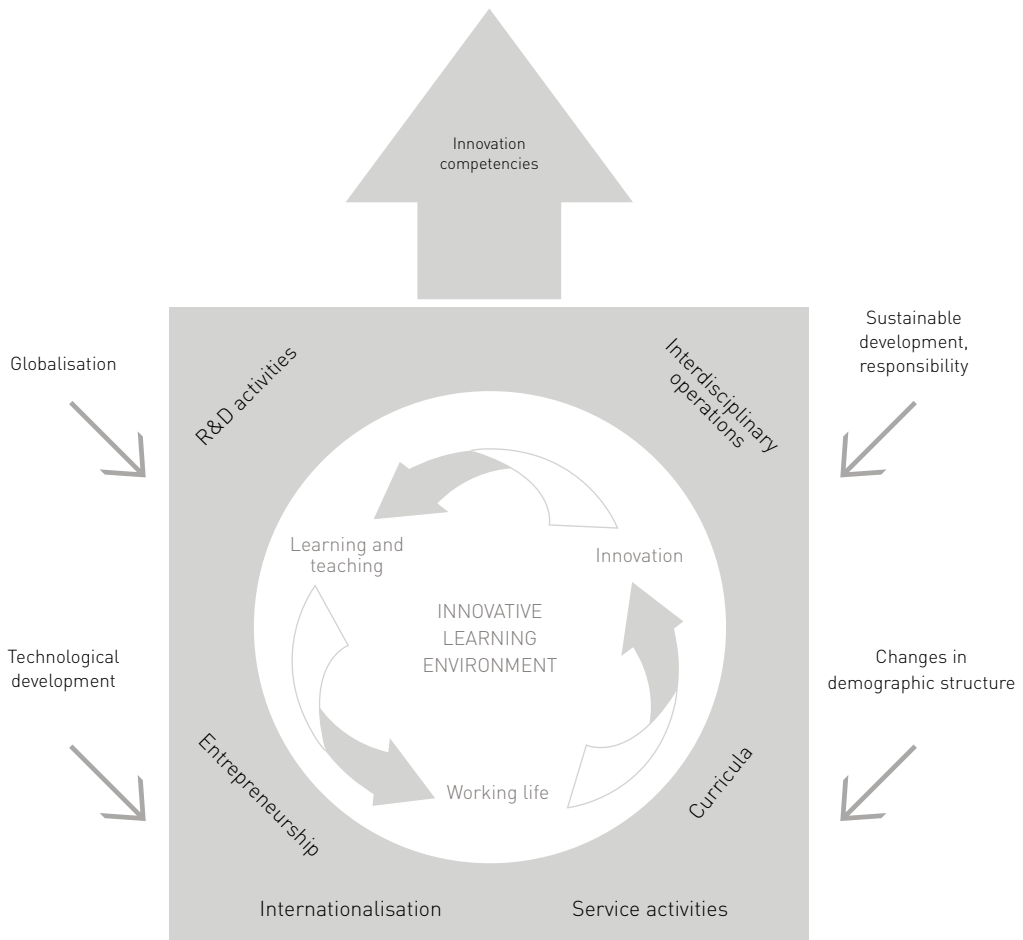 Innovation
competencies
Globalisation
Sustainable
development,
responsibility
R&D activities
Interdisciplinary
operations
Learning and
teaching
Innovation
INNOVATIVE
LEARNING
ENVIRONMENT
Technological
development
Changes in
demographic structure
Entrepreneurship
Working life
Curricula
Internationalisation
Service activities